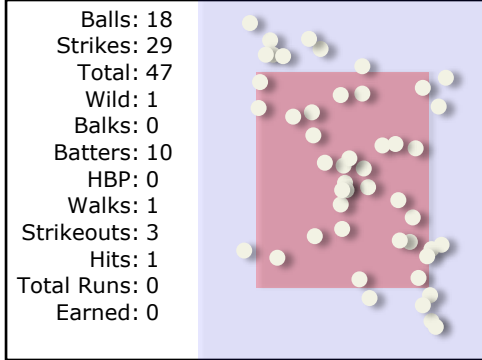 Balls: 18
Strikes: 29
Total: 47
Wild: 1
Balks: 0
Batters: 10
HBP: 0
Walks: 1
Strikeouts: 3
Hits: 1
Total Runs: 0
Earned: 0